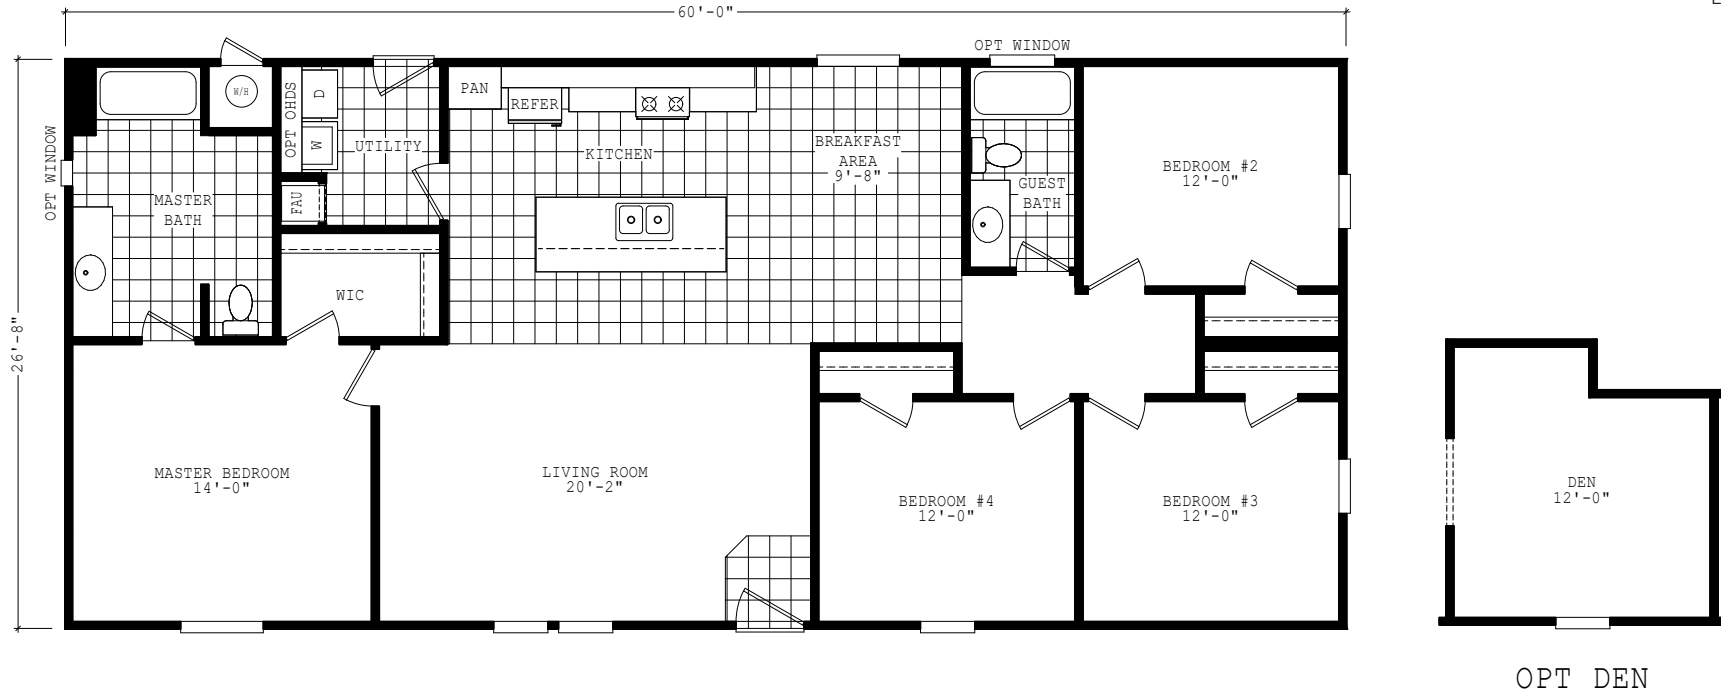 60'-0"
OPT WINDOW
W/H
OPT OHDS
D
W
UTILITY
FAU
PAN
REFER
KITCHEN
BREAKFAST
AREA
9'-8"
GUEST
BATH
BEDROOM #2
12'-0"
OPT WINDOW
MASTER
BATH
WIC
26'-8"
MASTER BEDROOM
14'-0"
LIVING ROOM
20'-2"
BEDROOM #4
12'-0"
BEDROOM #3
12'-0"
DEN
12'-0"
OPT DEN